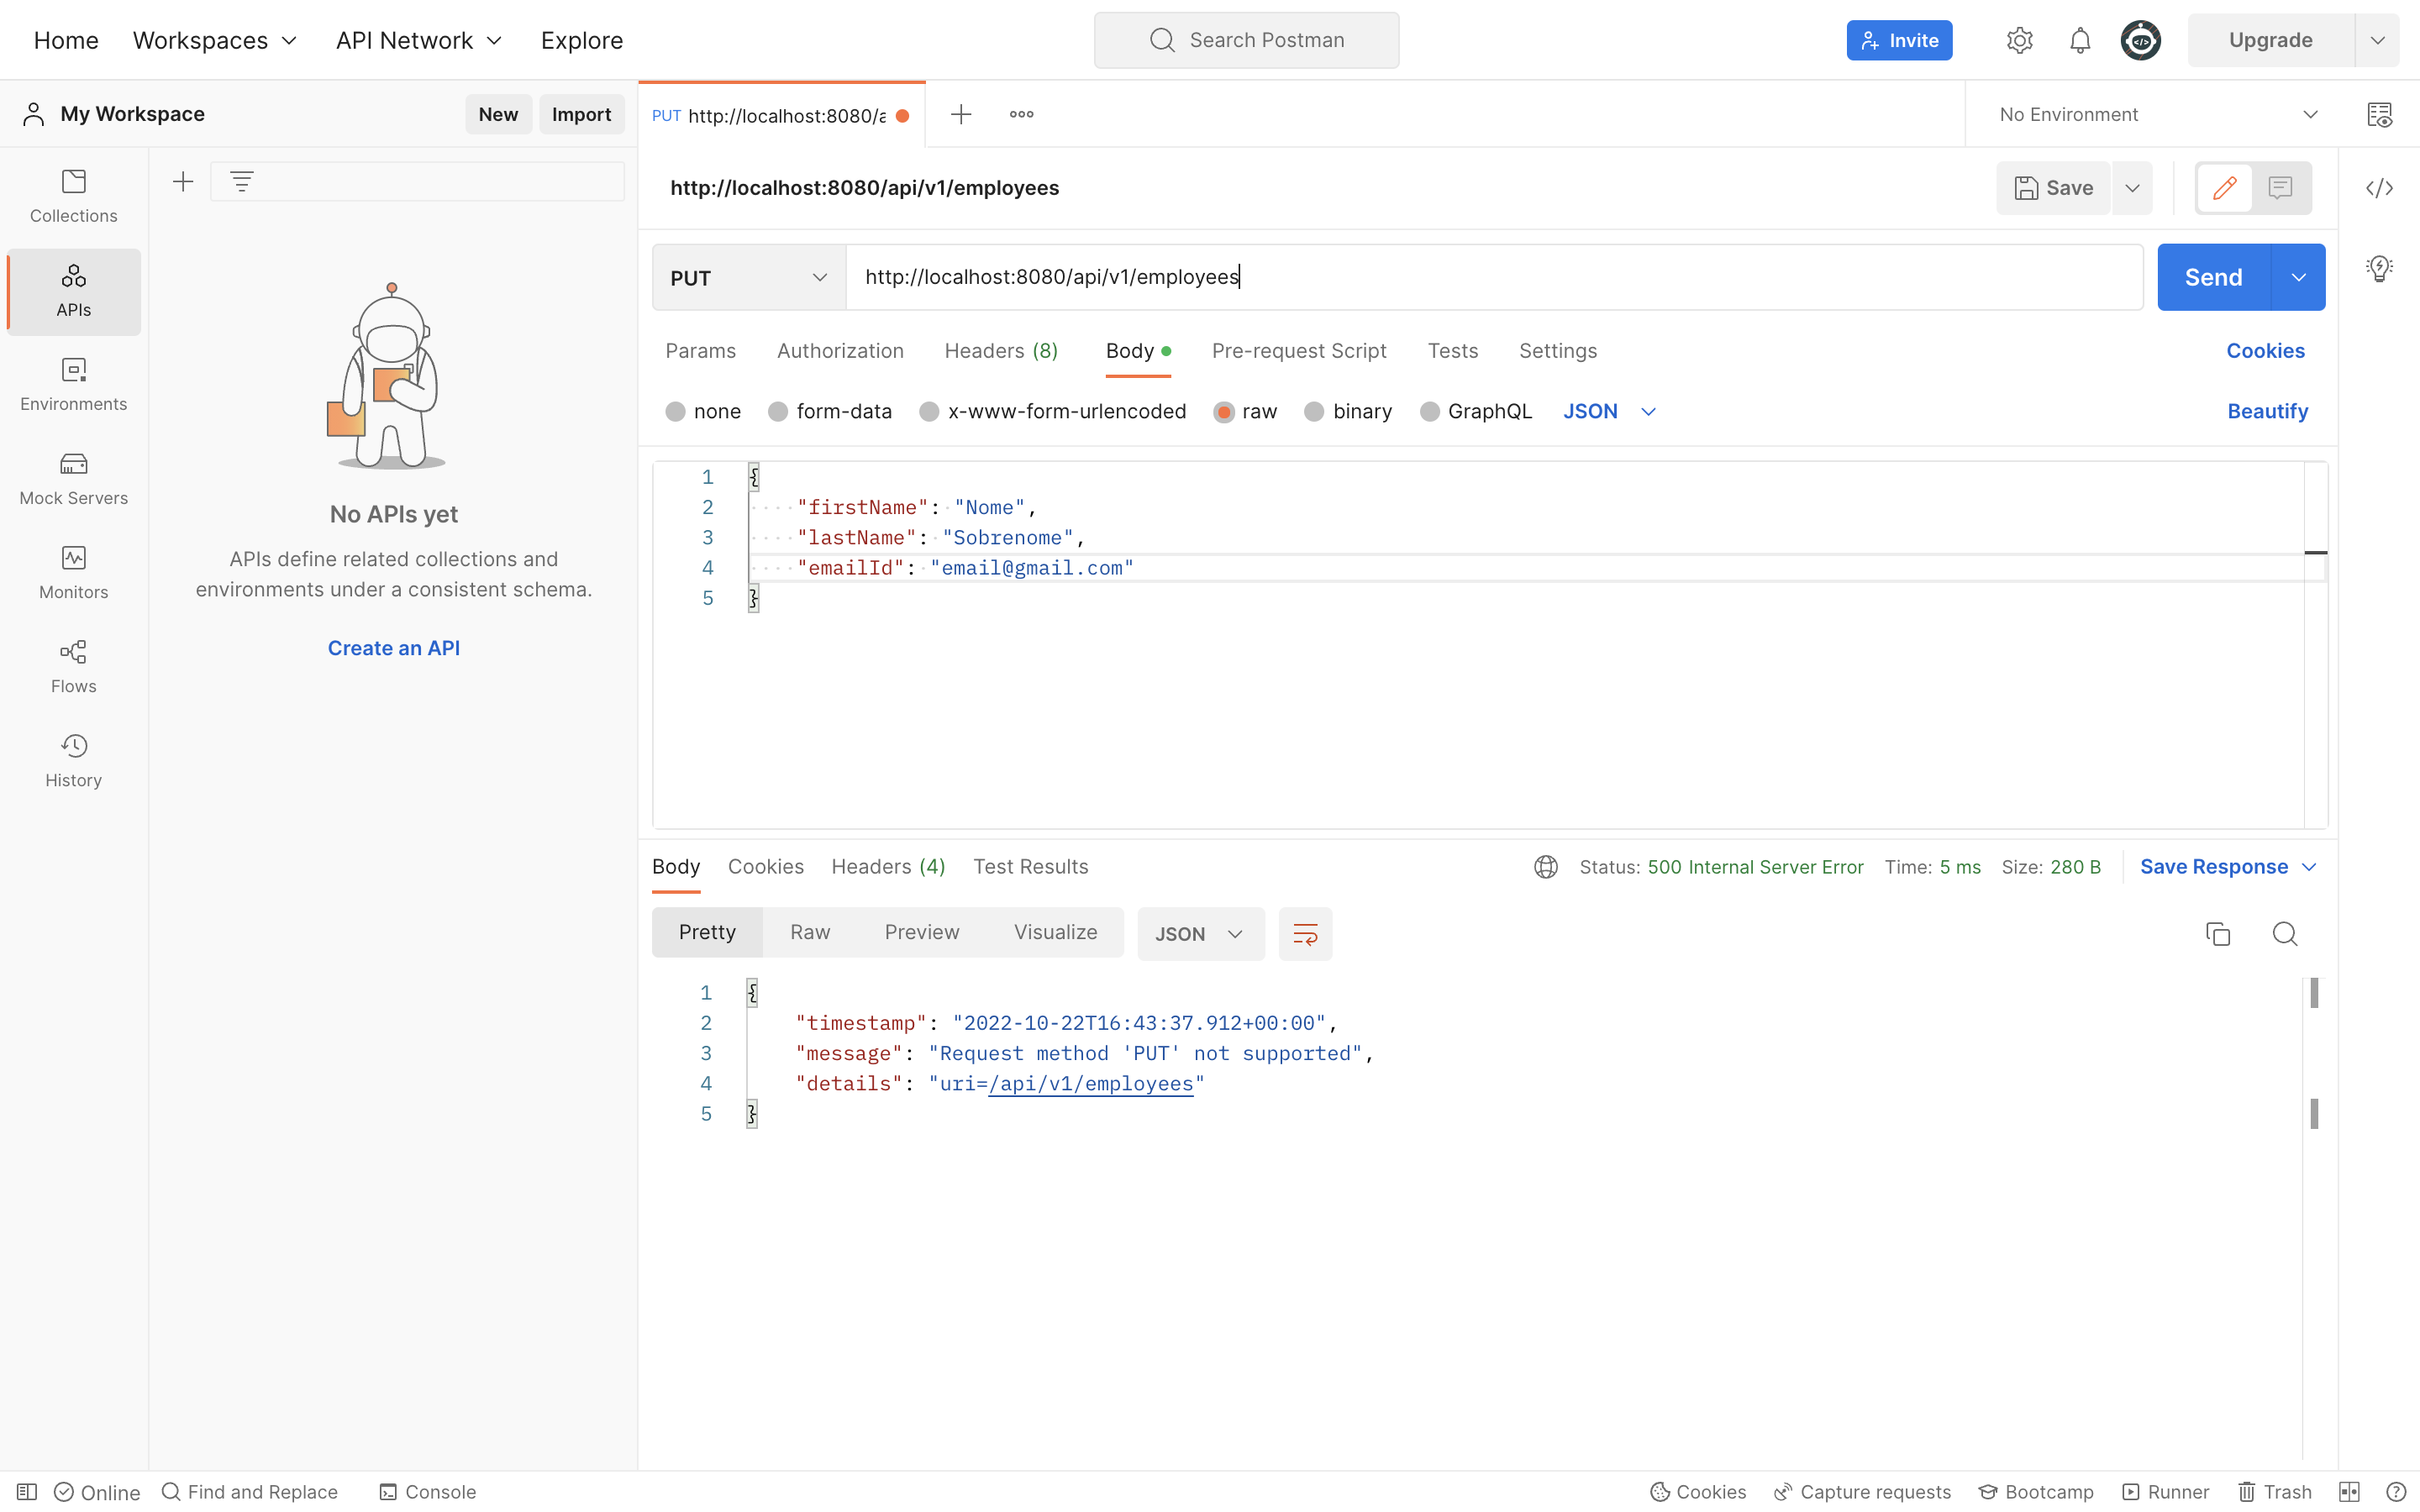 Home Workspaces API Network Explore Search Postman Invite Upgrade
My Workspace New Import PUT http://localhost:8080/a No Environment
http://localhost:8080/api/v1/employees Save
Collections
APIs
Environments
Mock Servers
Monitors
Flows
History
No APIs yet
APIs define related collections and
environments under a consistent schema.
Create an API
PUT http://localhost:8080/api/v1/employees Send
Params Authorization Headers (8) Body Pre-request Script Tests Settings Cookies
none form-data x-www-form-urlencoded raw binary GraphQL JSON Beautify
1 {
2 "firstName": "Nome",
3 "lastName": "Sobrenome",
4 "emailId": "email@gmail.com"
5 }
Body Cookies Headers (4) Test Results Status: 500 Internal Server Error Time: 5 ms Size: 280 B Save Response
Pretty Raw Preview Visualize JSON
1 {
2 "timestamp": "2022-10-22T16:43:37.912+00:00",
3 "message": "Request method 'PUT' not supported",
4 "details": "uri=/api/v1/employees"
5 }
Online Find and Replace Console Cookies Capture requests Bootcamp Runner Trash